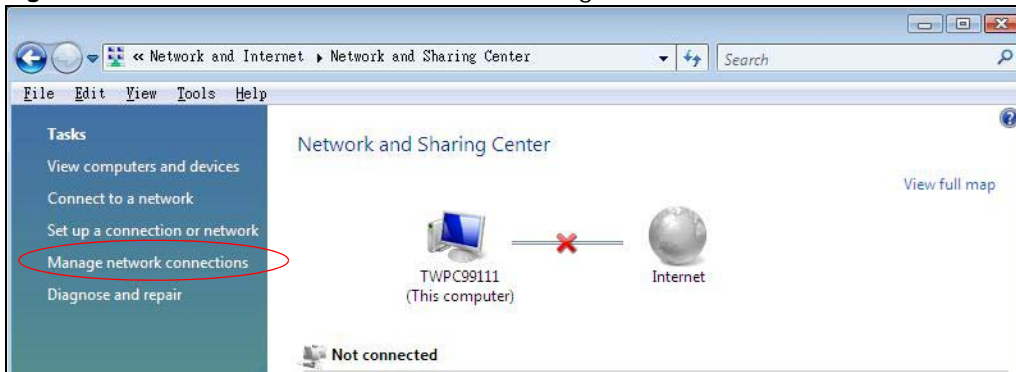 « Network and Internet ▸ Network and Sharing Center
Search
File Edit View Tools Help
Tasks
View computers and devices
Connect to a network
Set up a connection or network
Manage network connections
Diagnose and repair
Network and Sharing Center
View full map
TWPC99111
(This computer)
Internet
Not connected